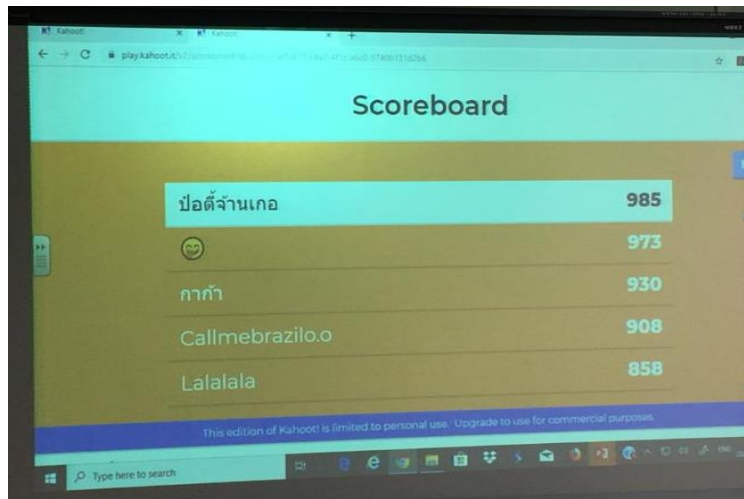 Kahoot!
Kahoot!
play.kahoot.it/v2/
Scoreboard
ป๋อตี้จ้านเกอ 985
😄 973
กาก้า 930
Callmebrazilo.o 908
Lalalala 858
This edition of Kahoot! is limited to personal use. Upgrade to use for commercial purposes.
Type here to search
ENG